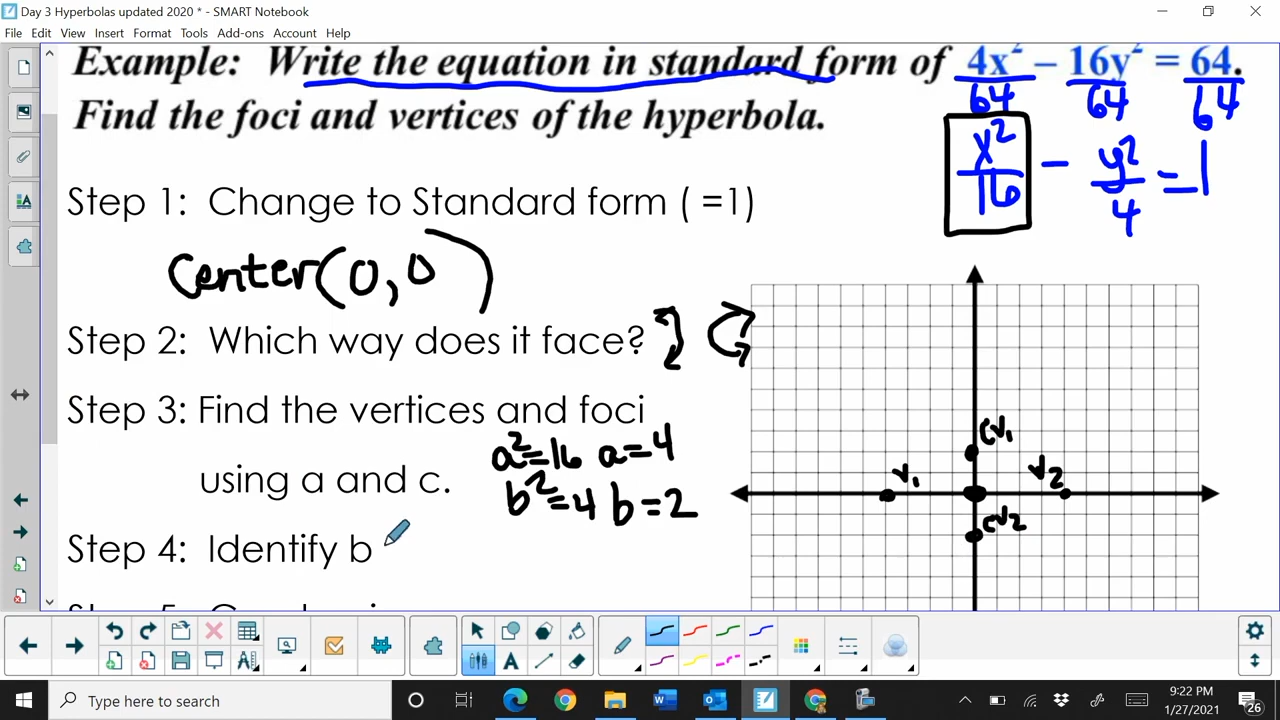 Day 3 Hyperbolas updated 2020 * - SMART Notebook
File Edit View Insert Format Tools Add-ons Account Help
Example: Write the equation in standard form of 4x² – 16y² = 64.
64 64 64
Find the foci and vertices of the hyperbola.
x²/16 - y²/4 = 1
Step 1: Change to Standard form ( =1)
Center(0,0)
Step 2: Which way does it face?
Step 3: Find the vertices and foci
a²=16 a=4
using a and c.
b²=4 b=2
Step 4: Identify b
CV₁
V₁ V₂
CV2
Type here to search
9:22 PM
1/27/2021
26